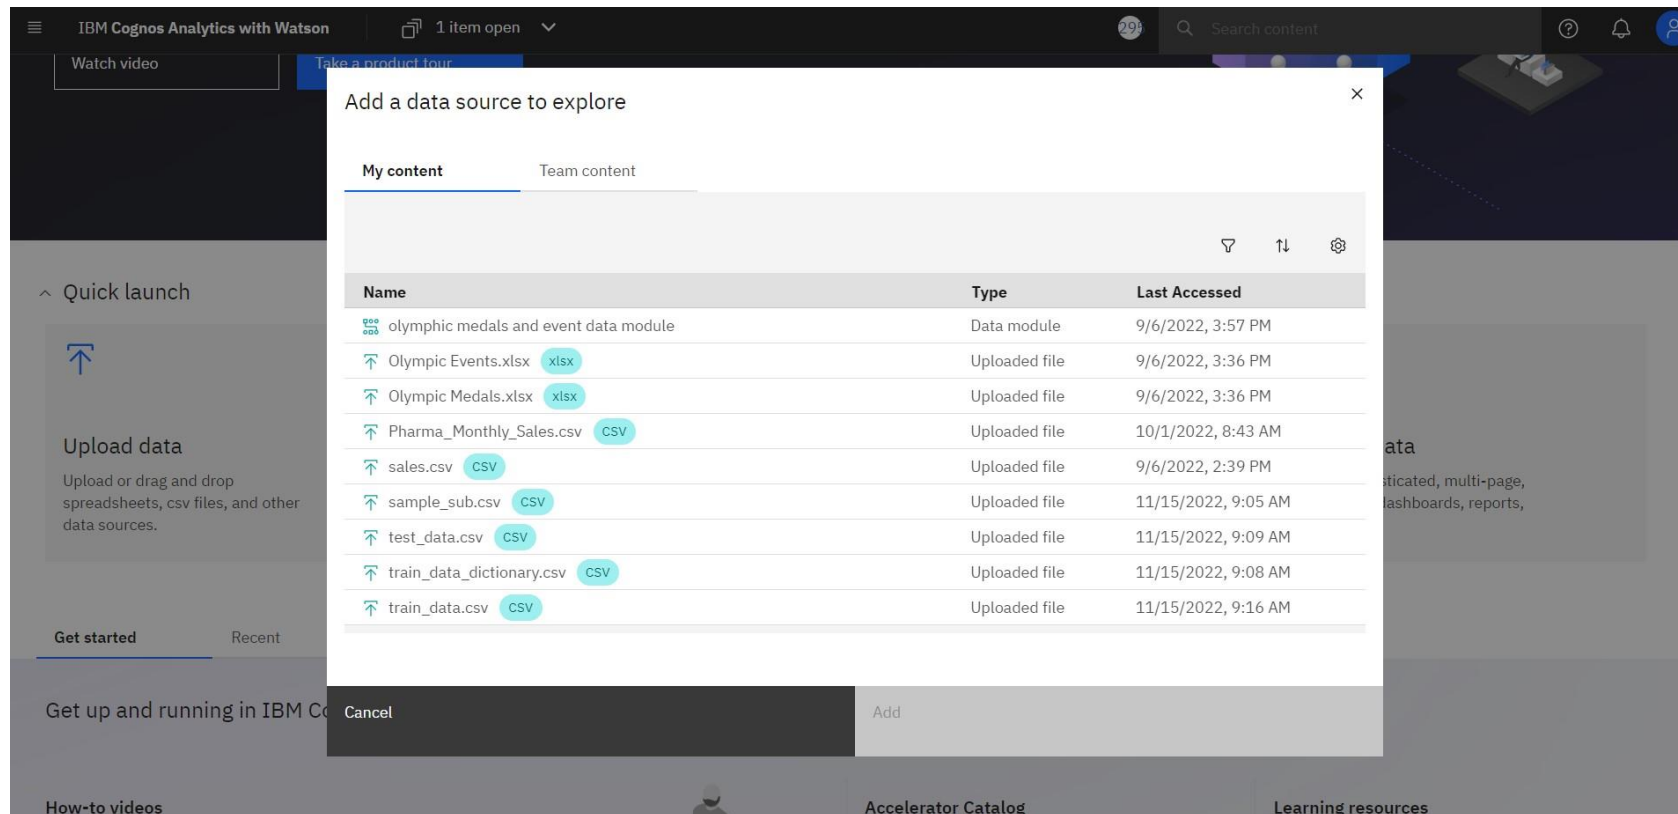 IBM Cognos Analytics with Watson
1 item open
295
Search content
Watch video
Take a product tour
Add a data source to explore
My content
Team content
Name Type Last Accessed
olymphic medals and event data module Data module 9/6/2022, 3:57 PM
Olympic Events.xlsx xlsx Uploaded file 9/6/2022, 3:36 PM
Olympic Medals.xlsx xlsx Uploaded file 9/6/2022, 3:36 PM
Pharma_Monthly_Sales.csv CSV Uploaded file 10/1/2022, 8:43 AM
sales.csv CSV Uploaded file 9/6/2022, 2:39 PM
sample_sub.csv CSV Uploaded file 11/15/2022, 9:05 AM
test_data.csv CSV Uploaded file 11/15/2022, 9:09 AM
train_data_dictionary.csv CSV Uploaded file 11/15/2022, 9:08 AM
train_data.csv CSV Uploaded file 11/15/2022, 9:16 AM
Cancel
Add
Quick launch
Upload data
Upload or drag and drop
spreadsheets, csv files, and other
data sources.
ata
sticated, multi-page,
dashboards, reports,
Get started
Recent
Get up and running in IBM Co
How-to videos
Accelerator Catalog
Learning resources